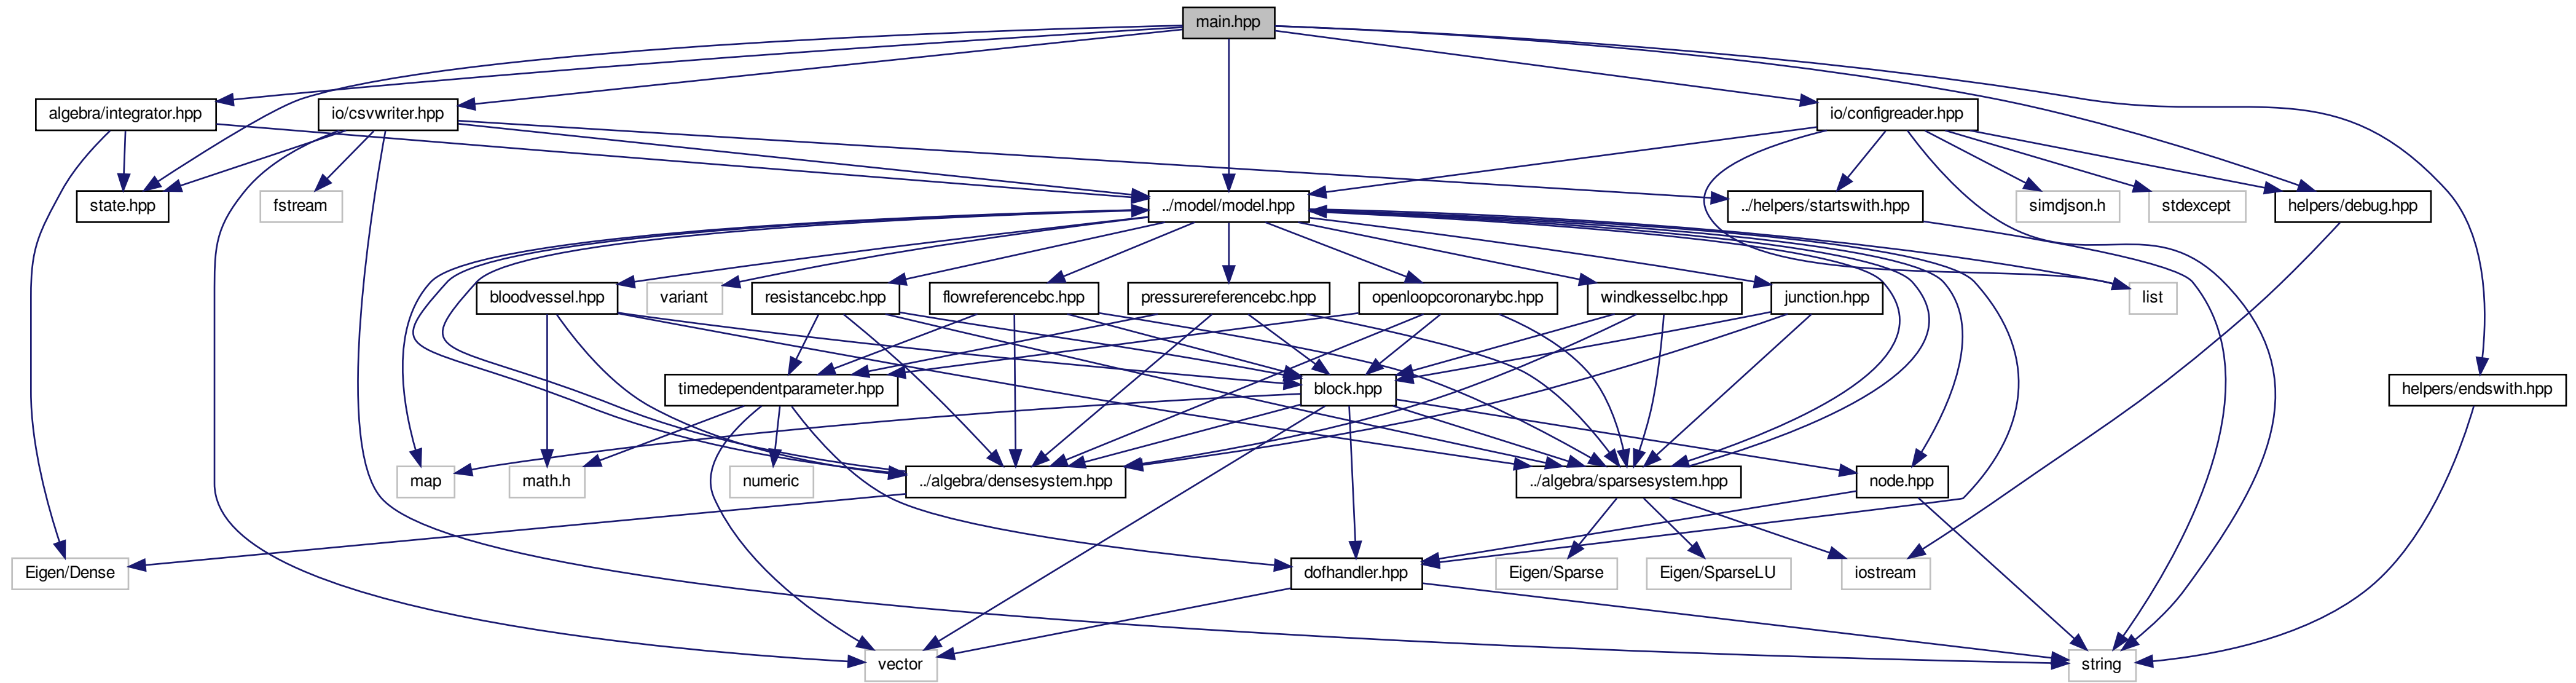 main.hpp
algebra/integrator.hpp
io/csvwriter.hpp
io/configreader.hpp
state.hpp
fstream
../model/model.hpp
../helpers/startswith.hpp
simdjson.h
stdexcept
helpers/debug.hpp
bloodvessel.hpp
variant
resistancebc.hpp
flowreferencebc.hpp
pressurereferencebc.hpp
openloopcoronarybc.hpp
windkesselbc.hpp
junction.hpp
list
timedependentparameter.hpp
block.hpp
helpers/endswith.hpp
map
math.h
numeric
../algebra/densesystem.hpp
../algebra/sparsesystem.hpp
node.hpp
Eigen/Dense
dofhandler.hpp
Eigen/Sparse
Eigen/SparseLU
iostream
vector
string